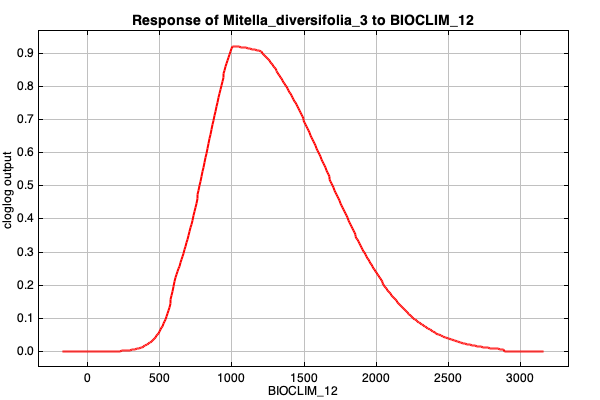 Response of Mitella_diversifolia_3 to BIOCLIM_12
cloglog output
0.9
0.8
0.7
0.6
0.5
0.4
0.3
0.2
0.1
0.0
0 500 1000 1500 2000 2500 3000
BIOCLIM_12